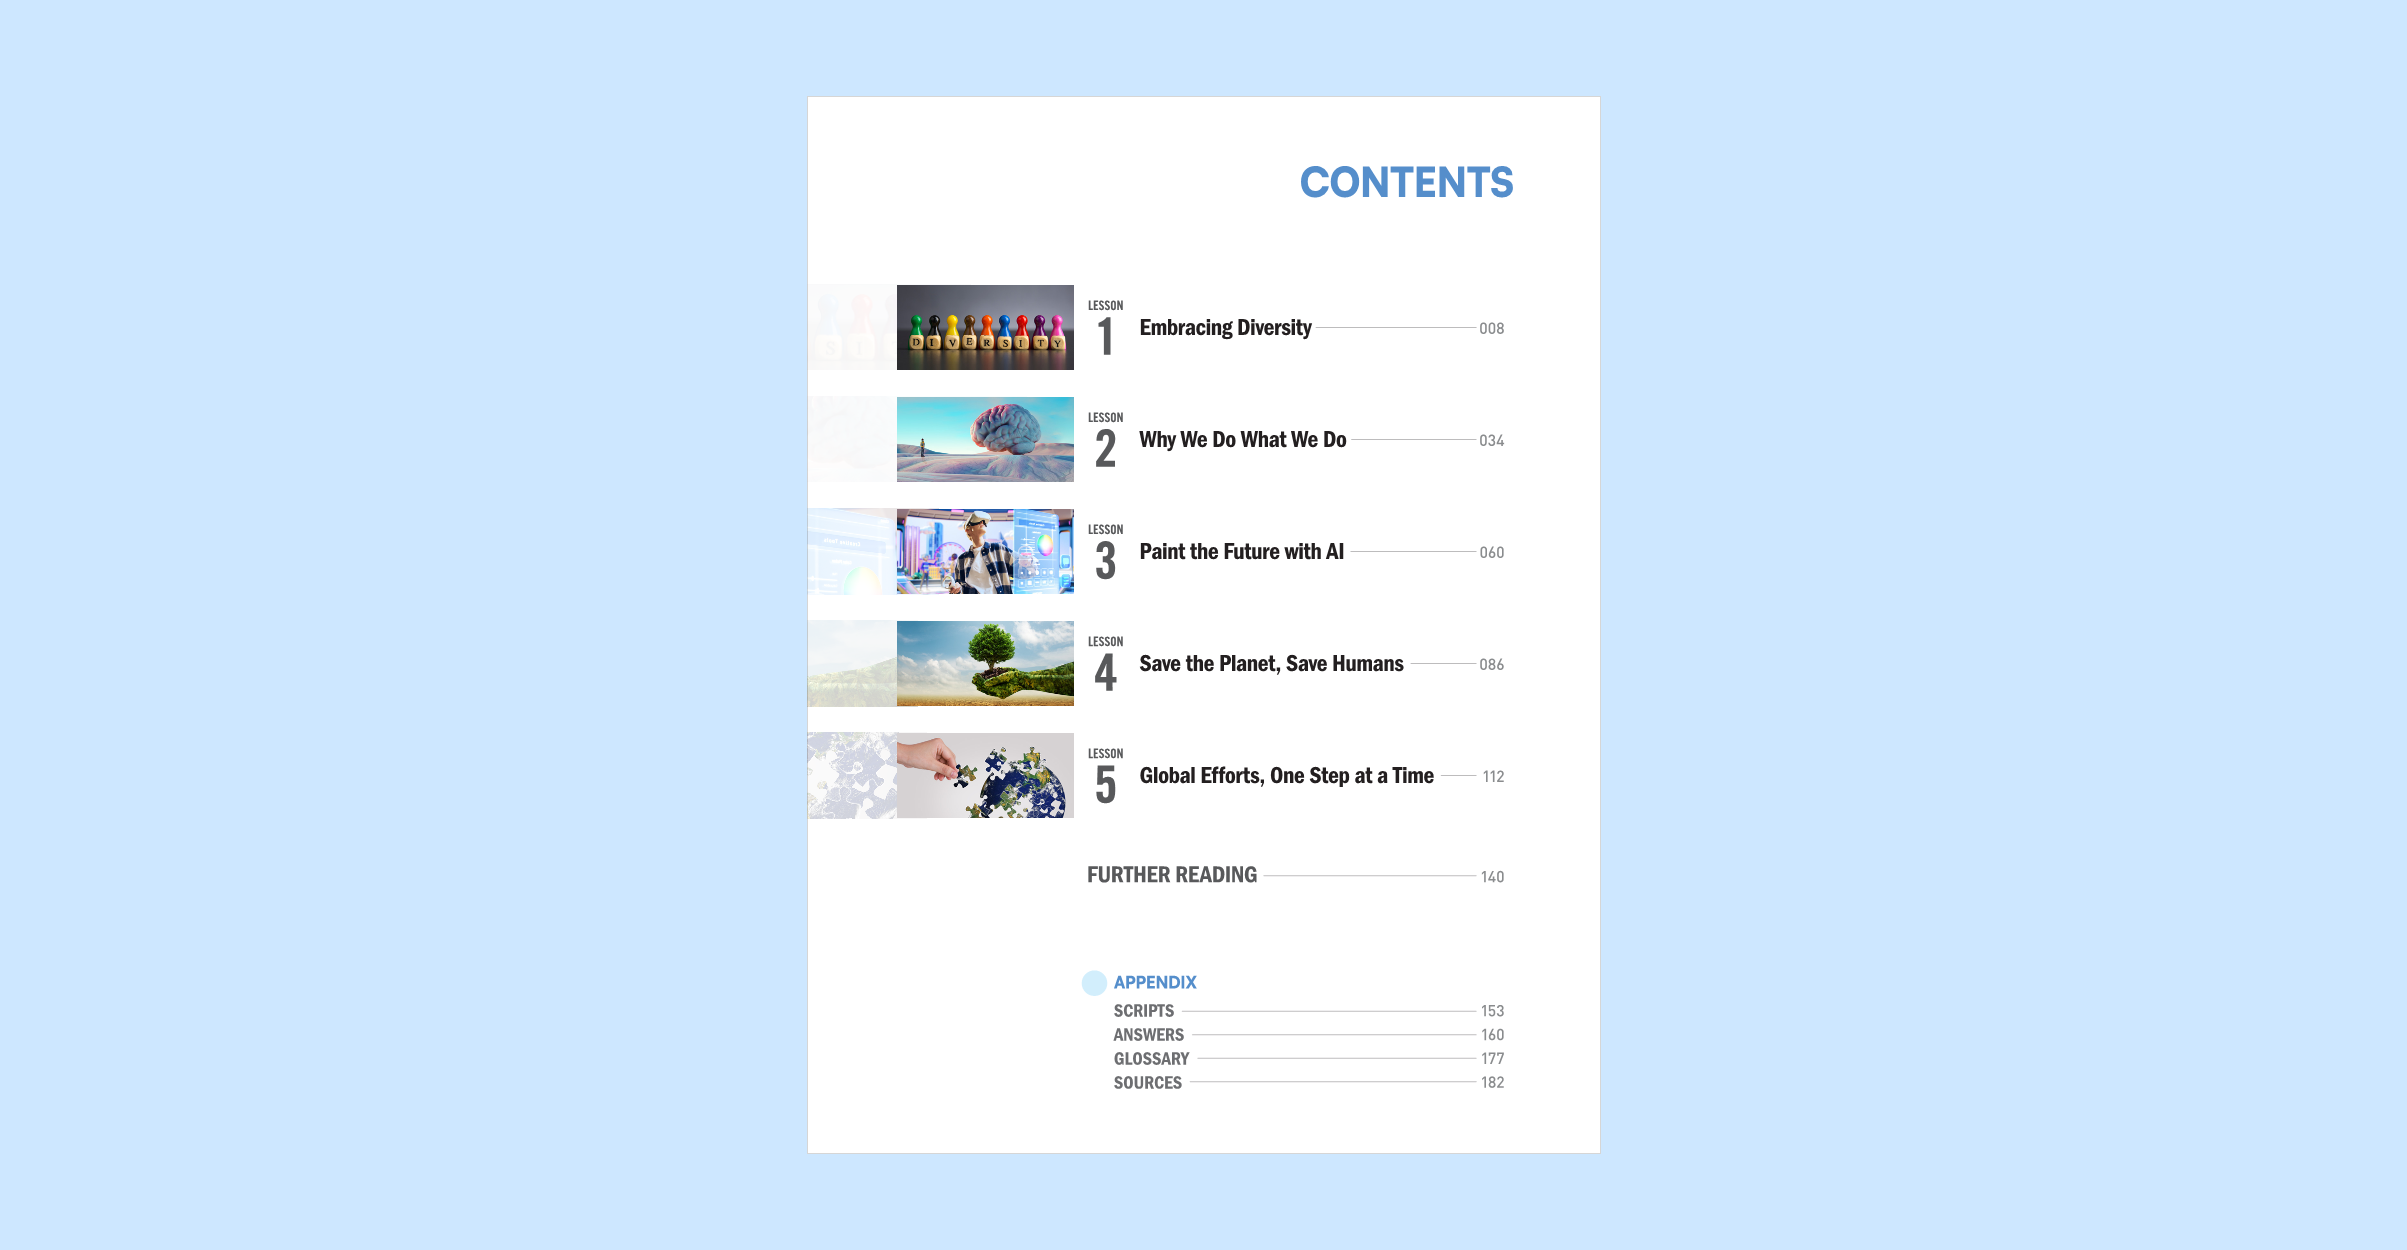 CONTENTS
DIVERSITY
LESSON
1 Embracing Diversity 008
LESSON
2 Why We Do What We Do 034
LESSON
3 Paint the Future with AI 060
LESSON
4 Save the Planet, Save Humans 086
LESSON
5 Global Efforts, One Step at a Time 112
FURTHER READING 140
APPENDIX
SCRIPTS 153
ANSWERS 160
GLOSSARY 177
SOURCES 182